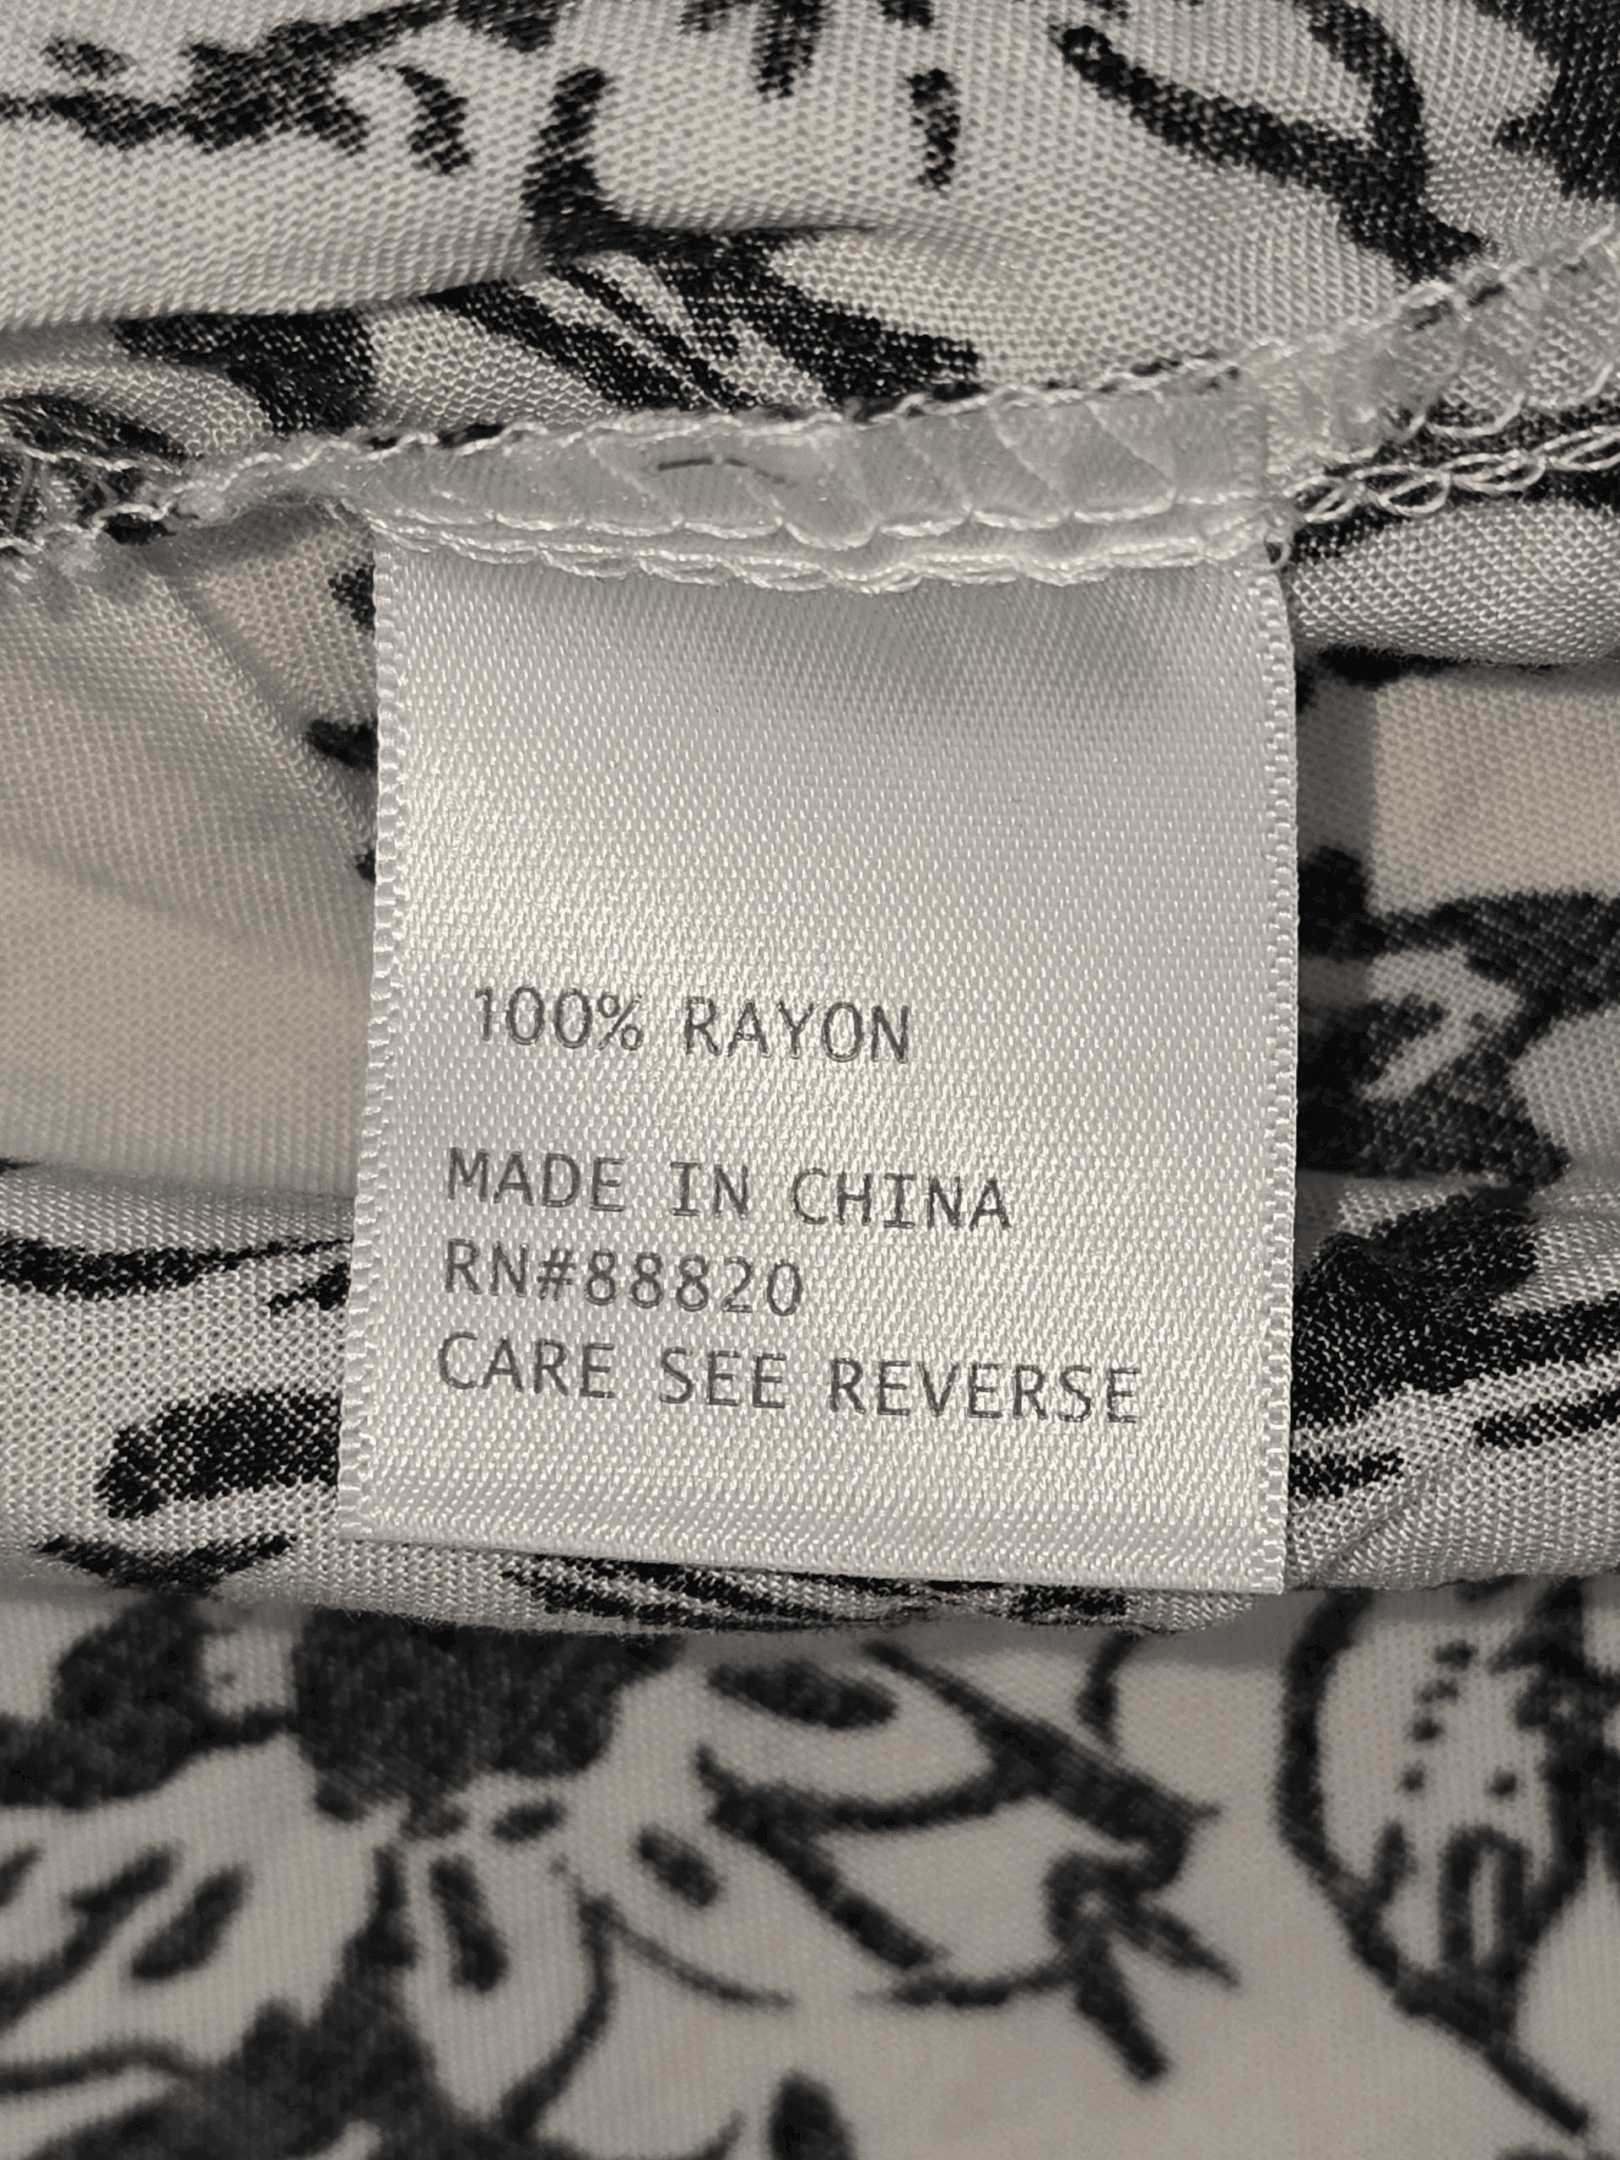 100% RAYON
MADE IN CHINA
RN#88820
CARE SEE REVERSE